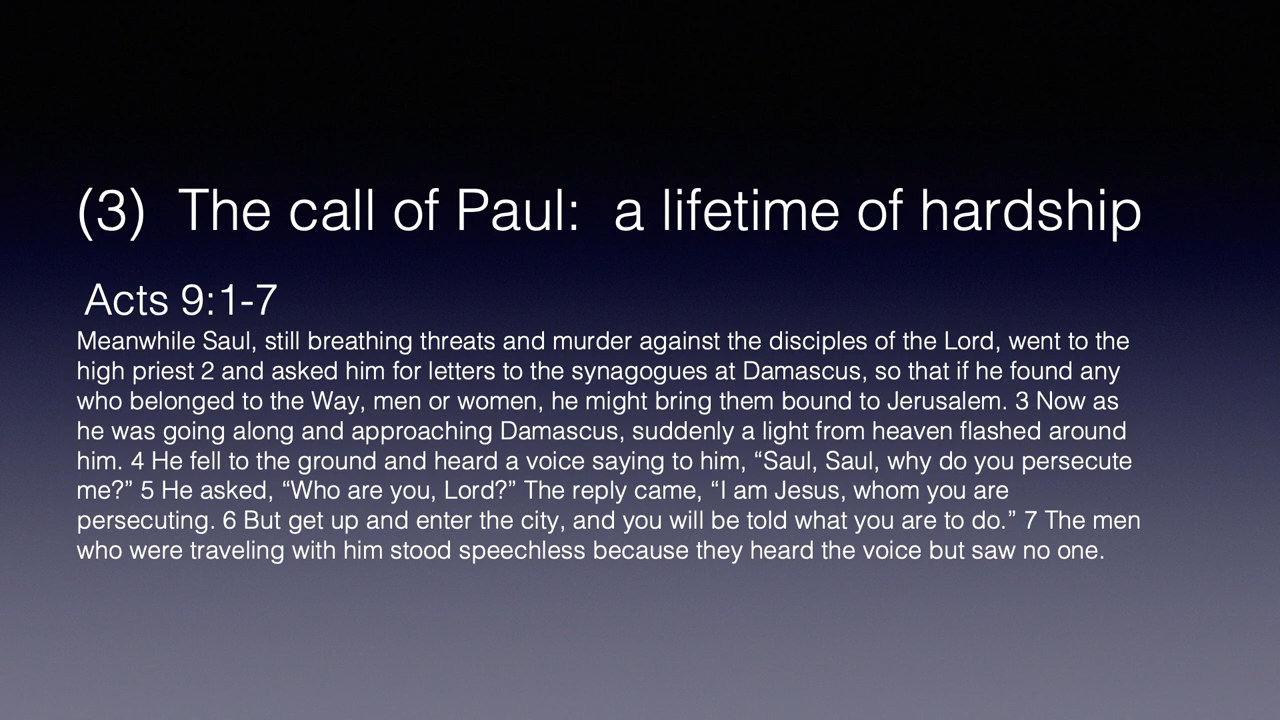 (3)  The call of Paul:  a lifetime of hardship
Acts 9:1-7
Meanwhile Saul, still breathing threats and murder against the disciples of the Lord, went to the
high priest 2 and asked him for letters to the synagogues at Damascus, so that if he found any
who belonged to the Way, men or women, he might bring them bound to Jerusalem. 3 Now as
he was going along and approaching Damascus, suddenly a light from heaven flashed around
him. 4 He fell to the ground and heard a voice saying to him, “Saul, Saul, why do you persecute
me?” 5 He asked, “Who are you, Lord?” The reply came, “I am Jesus, whom you are
persecuting. 6 But get up and enter the city, and you will be told what you are to do.” 7 The men
who were traveling with him stood speechless because they heard the voice but saw no one.